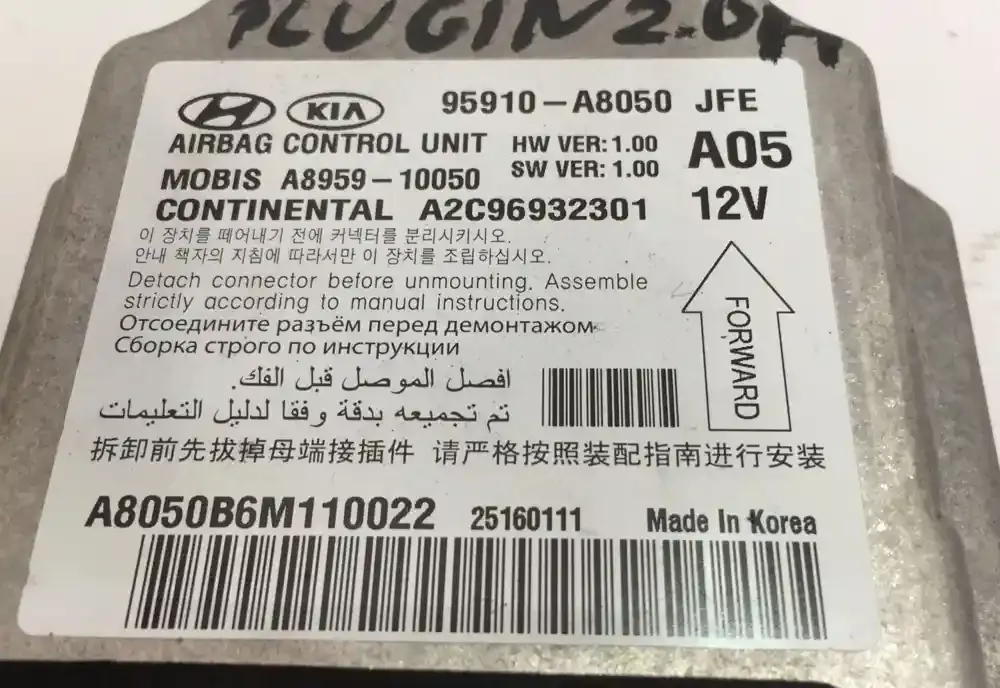 PLUGIN 2.0A
HYUNDAI KIA 95910-A8050 JFE
AIRBAG CONTROL UNIT HW VER: 1.00 A05
MOBIS A8959-10050 SW VER: 1.00
CONTINENTAL A2C96932301 12V
이 장치를 떼어내기 전에 커넥터를 분리시키시오.
안내 책자의 지침에 따라서만 이 장치를 조립하십시오.
Detach connector before unmounting. Assemble
strictly according to manual instructions.
FORWARD
Отсоедините разъём перед демонтажом
Сборка строго по инструкции
افصل الموصل قبل الفك.
تم تجميعه بدقة وفقا لدليل التعليمات
拆卸前先拔掉母端接插件 请严格按照装配指南进行安装
A8050B6M110022 25160111 Made In Korea